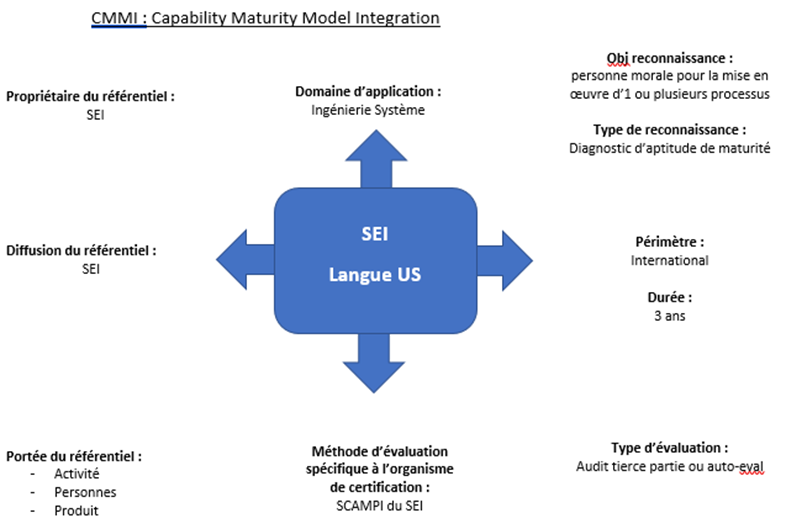 CMMI : Capability Maturity Model Integration
Obj reconnaissance :
personne morale pour la mise en
œuvre d’1 ou plusieurs processus
Propriétaire du référentiel :
SEI
Domaine d’application :
Ingénierie Système
Type de reconnaissance :
Diagnostic d’aptitude de maturité
SEI
Langue US
Diffusion du référentiel :
SEI
Périmètre :
International
Durée :
3 ans
Portée du référentiel :
- Activité
- Personnes
- Produit
Méthode d’évaluation
spécifique à l’organisme
de certification :
SCAMPI du SEI
Type d’évaluation :
Audit tierce partie ou auto-eval